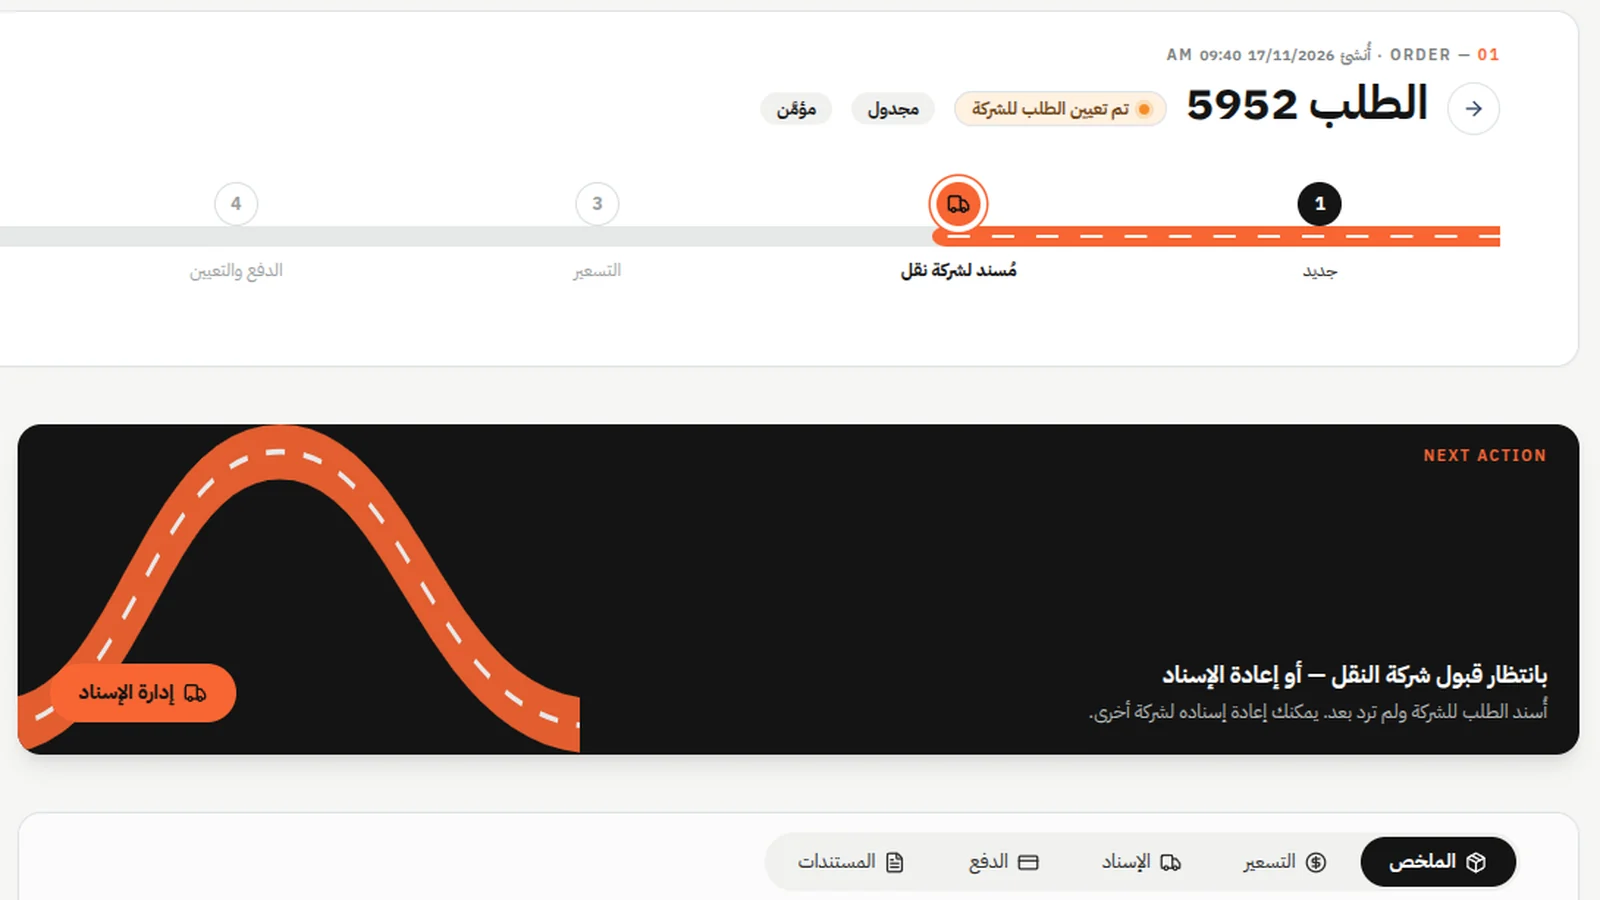 01 — ORDER · أُنشئ 17/11/2026 09:40 AM
الطلب 5952
تم تعيين الطلب للشركة
مجدول
مؤمّن
1
3
4
جديد
مُسند لشركة نقل
التسعير
الدفع والتعيين
NEXT ACTION
بانتظار قبول شركة النقل — أو إعادة الإسناد
أُسند الطلب للشركة ولم ترد بعد. يمكنك إعادة إسناده لشركة أخرى.
إدارة الإسناد
الملخص
التسعير
الإسناد
الدفع
المستندات